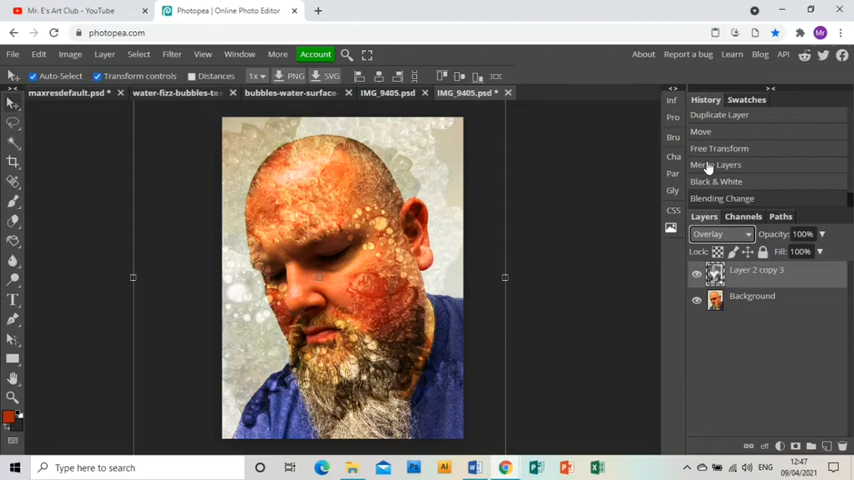 Mr. E's Art Club - YouTube
Photopea | Online Photo Editor
photopea.com
Mr
File Edit Image Layer Select Filter View Window More Account
About Report a bug Learn Blog API
Auto-Select Transform controls Distances 1x PNG SVG
maxresdefault.psd * water-fizz-bubbles-te bubbles-water-surface- IMG_9405.psd IMG_9405.psd *
Inf
Pro
Bru
Cha
Par
Gly
CSS
History Swatches
Duplicate Layer
Move
Free Transform
Merge Layers
Black & White
Blending Change
Layers Channels Paths
Overlay Opacity: 100%
Lock: Fill: 100%
Layer 2 copy 3
Background
eff
Type here to search
ENG
12:47
09/04/2021